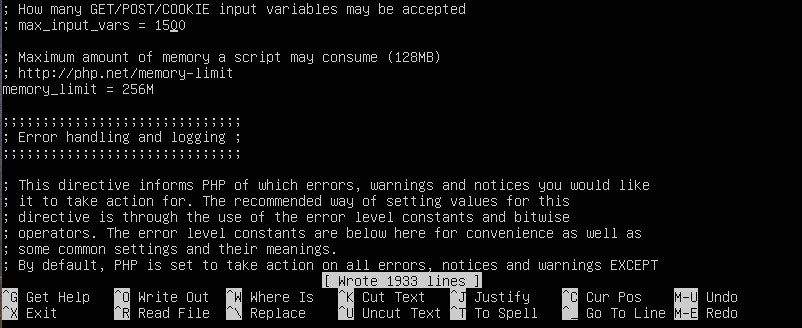 ; How many GET/POST/COOKIE input variables may be accepted
; max_input_vars = 1500
; Maximum amount of memory a script may consume (128MB)
; http://php.net/memory-limit
memory_limit = 256M
;;;;;;;;;;;;;;;;;;;;;;;;;;;;;;
; Error handling and logging ;
;;;;;;;;;;;;;;;;;;;;;;;;;;;;;;
; This directive informs PHP of which errors, warnings and notices you would like
; it to take action for. The recommended way of setting values for this
; directive is through the use of the error level constants and bitwise
; operators. The error level constants are below here for convenience as well as
; some common settings and their meanings.
; By default, PHP is set to take action on all errors, notices and warnings EXCEPT
[ Wrote 1933 lines ]
^G Get Help ^O Write Out ^W Where Is ^K Cut Text ^J Justify ^C Cur Pos M-U Undo
^X Exit ^R Read File ^\ Replace ^U Uncut Text ^T To Spell ^_ Go To Line M-E Redo